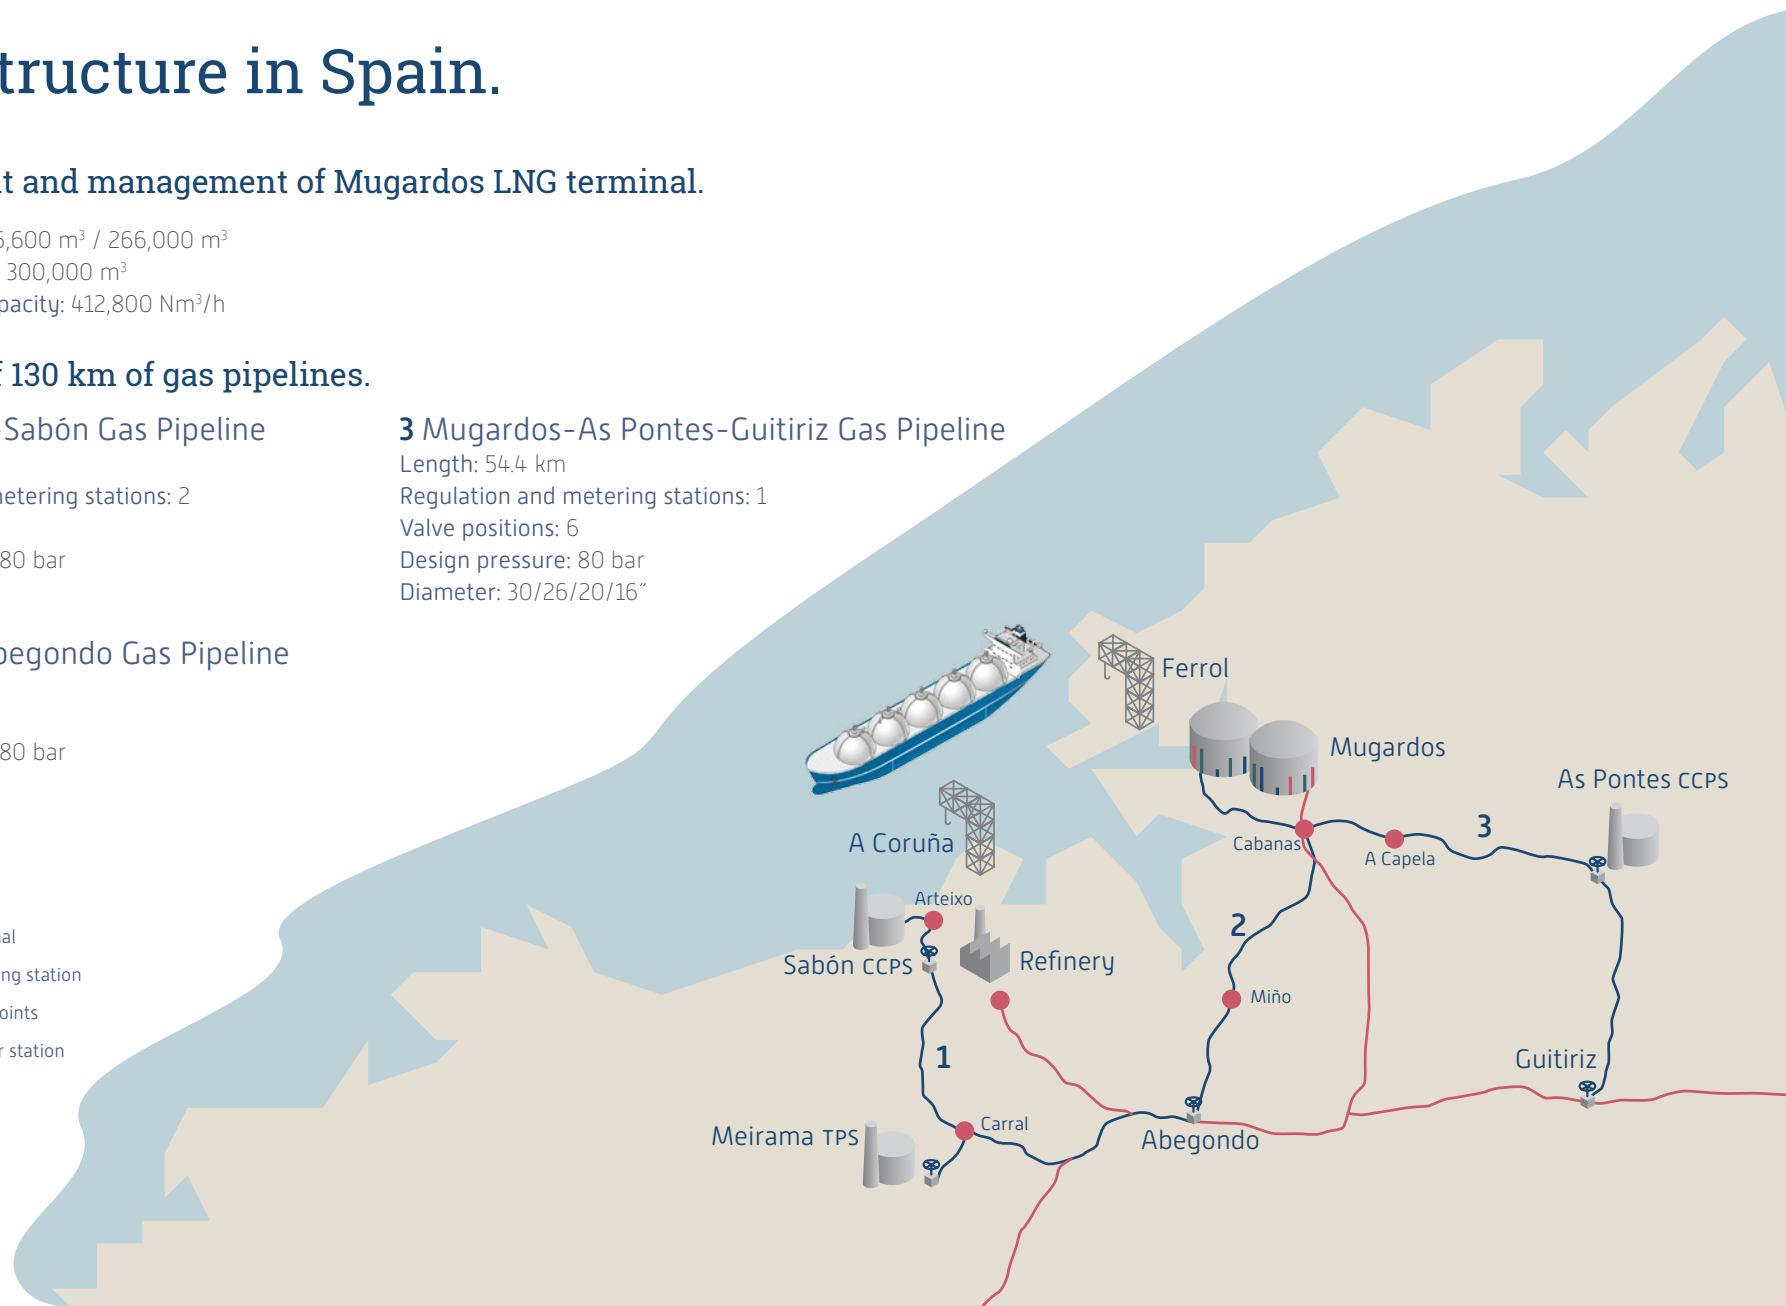 tructure in Spain.
t and management of Mugardos LNG terminal.
5,600 m³ / 266,000 m³
300,000 m³
pacity: 412,800 Nm³/h
f 130 km of gas pipelines.
-Sabón Gas Pipeline
etering stations: 2
80 bar
begondo Gas Pipeline
80 bar
3 Mugardos-As Pontes-Guitiriz Gas Pipeline
Length: 54.4 km
Regulation and metering stations: 1
Valve positions: 6
Design pressure: 80 bar
Diameter: 30/26/20/16˝
al
ng station
oints
r station
Ferrol
Mugardos
As Pontes CCPS
A Coruña
Cabanas
A Capela
3
Arteixo
Sabón CCPS
Refinery
2
Miño
1
Guitiriz
Carral
Meirama TPS
Abegondo